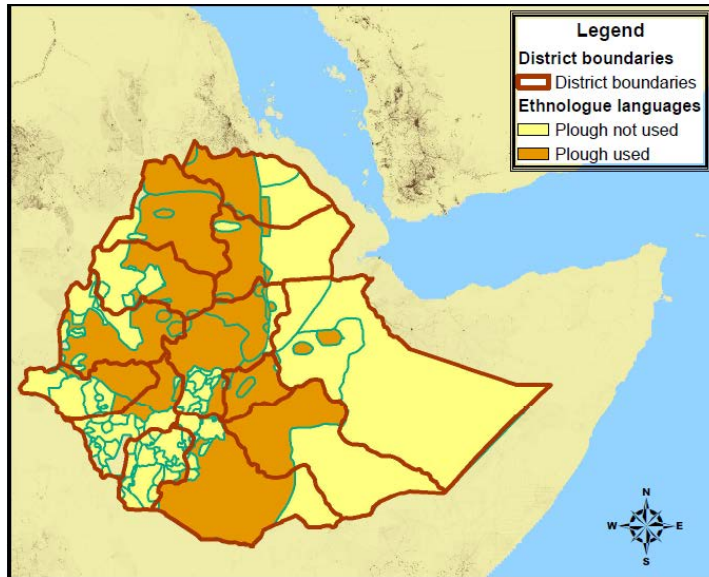 Legend
District boundaries
District boundaries
Ethnologue languages
Plough not used
Plough used
N
W E
S